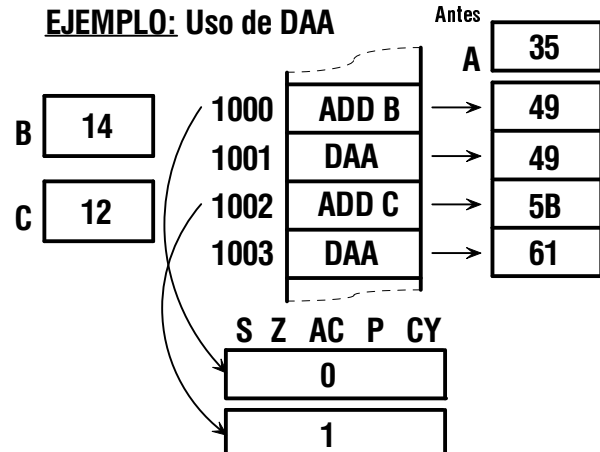 EJEMPLO: Uso de DAA
Antes
A 35
B 14
C 12
1000 ADD B 49
1001 DAA 49
1002 ADD C 5B
1003 DAA 61
S Z AC P CY
0
1